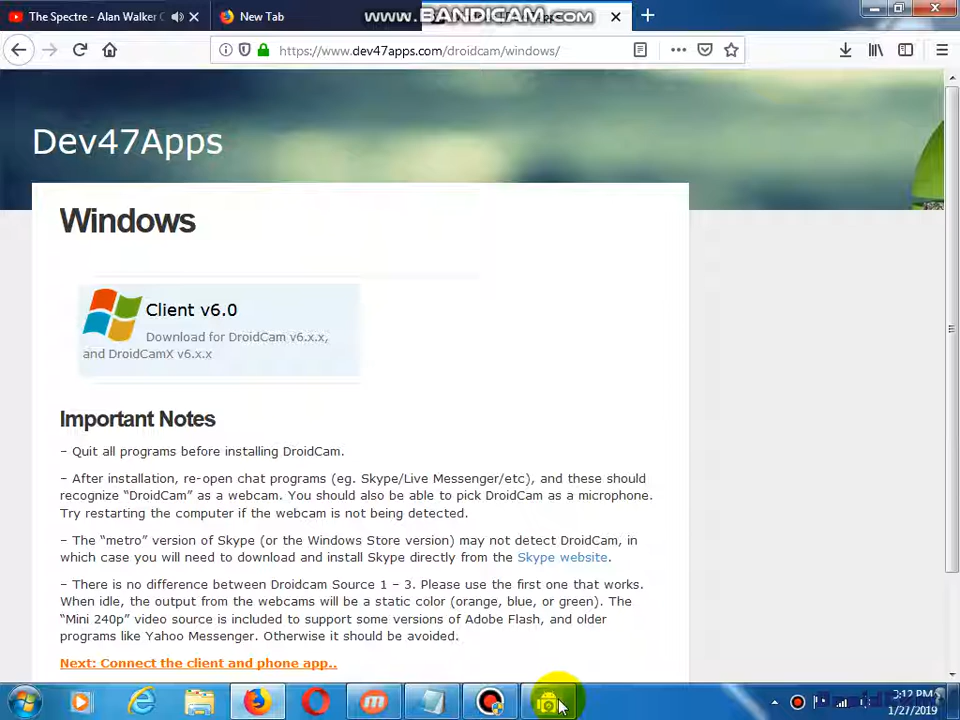 The Spectre - Alan Walker
New Tab
WWW.BANDICAM.COM
https://www.dev47apps.com/droidcam/windows/
Dev47Apps
Windows
Client v6.0
Download for DroidCam v6.x.x,
and DroidCamX v6.x.x
Important Notes
– Quit all programs before installing DroidCam.
– After installation, re-open chat programs (eg. Skype/Live Messenger/etc), and these should
recognize “DroidCam” as a webcam. You should also be able to pick DroidCam as a microphone.
Try restarting the computer if the webcam is not being detected.
– The “metro” version of Skype (or the Windows Store version) may not detect DroidCam, in
which case you will need to download and install Skype directly from the Skype website.
– There is no difference between Droidcam Source 1 – 3. Please use the first one that works.
When idle, the output from the webcams will be a static color (orange, blue, or green). The
“Mini 240p” video source is included to support some versions of Adobe Flash, and older
programs like Yahoo Messenger. Otherwise it should be avoided.
Next: Connect the client and phone app..
3:12 PM
1/27/2019